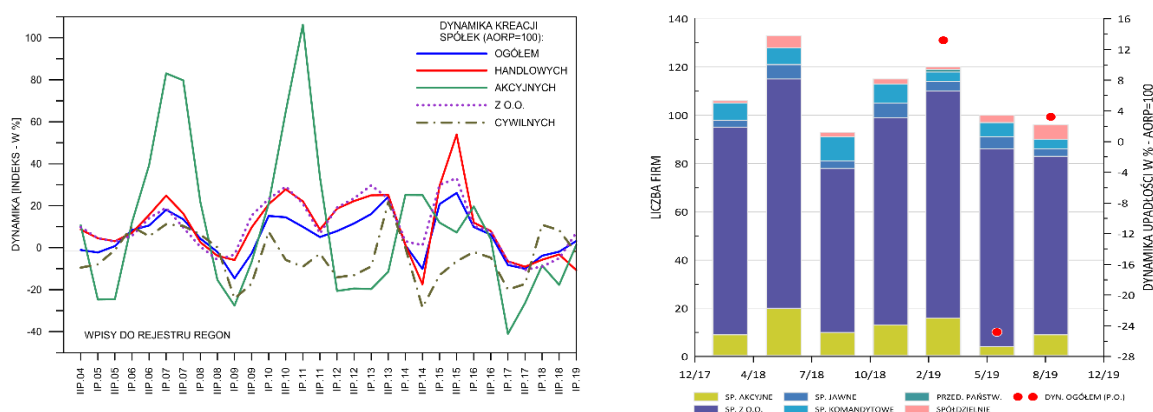 DYNAMIKA [INDEKS - W %]
100
80
60
40
20
0
-20
-40
DYNAMIKA KREACJI
SPÓŁEK (AORP=100):
OGÓŁEM
HANDLOWYCH
AKCYJNYCH
Z O.O.
CYWILNYCH
WPISY DO REJESTRU REGON
IIP.04 IP.05 IIP.05 IP.06 IIP.06 IP.07 IIP.07 IP.08 IIP.08 IP.09 IIP.09 IP.10 IIP.10 IP.11 IIP.11 IP.12 IIP.12 IP.13 IIP.13 IP.14 IIP.14 IP.15 IIP.15 IP.16 IIP.16 IP.17 IIP.17 IP.18 IIP.18 IP.19
LICZBA FIRM
140
120
100
80
60
40
20
0
12/17 4/18 7/18 10/18 2/19 5/19 8/19 12/19
16
12
8
4
0
-4
-8
-12
-16
-20
-24
-28
DYNAMIKA UPADŁOŚCI W % - AORP=100
SP. AKCYJNE SP. JAWNE PRZED. PAŃSTW. DYN. OGÓŁEM (P.O.)
SP. Z O.O. SP. KOMANDYTOWE SPÓŁDZIELNIE